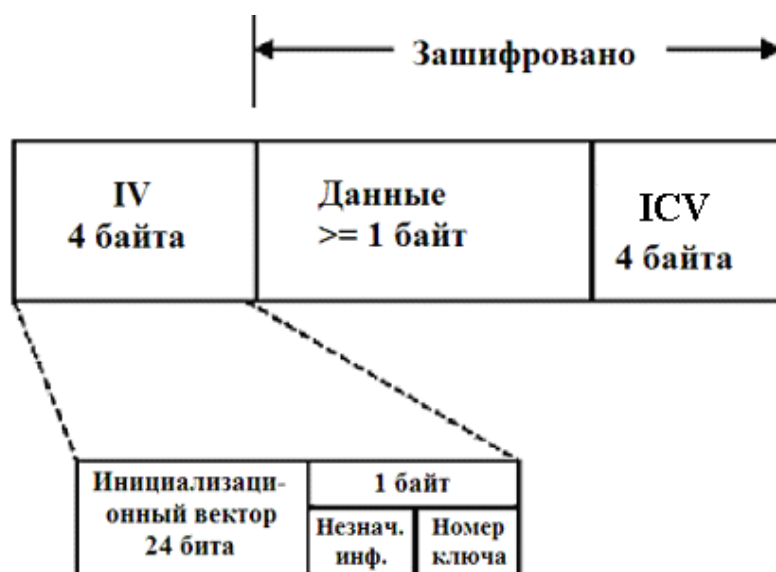 Зашифровано
IV
4 байта
Данные
>= 1 байт
ICV
4 байта
Инициализаци-
онный вектор
24 бита
1 байт
Незнач.
инф.
Номер
ключа